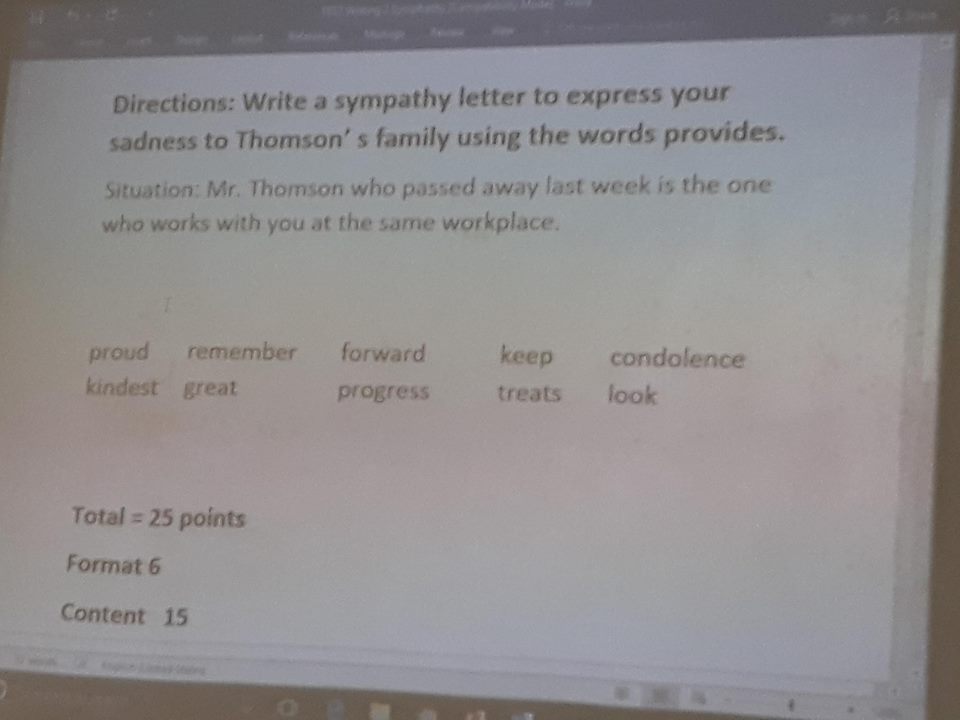 Directions: Write a sympathy letter to express your
sadness to Thomson' s family using the words provides.
Situation: Mr. Thomson who passed away last week is the one
who works with you at the same workplace.
proud remember forward keep condolence
kindest great progress treats look
Total = 25 points
Format 6
Content 15